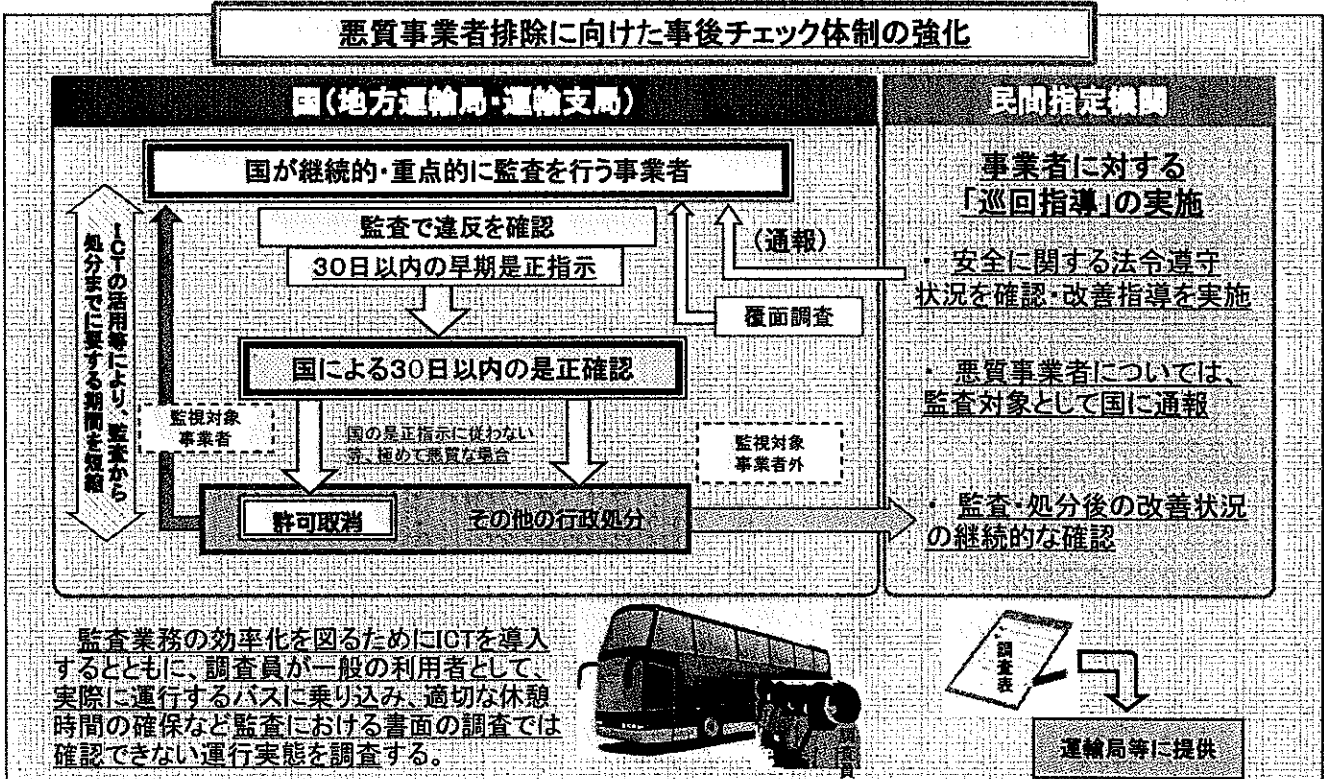 悪質事業者排除に向けた事後チェック体制の強化
国(地方運輸局・運輸支局)
国が継続的・重点的に監査を行う事業者
監査で違反を確認
30日以内の早期是正指示
(通報)
覆面調査
国による30日以内の是正確認
ICTの活用等により、監査から
処分までに要する期間を短縮
監視対象
事業者
国の是正指示に従わない
等、極めて悪質な場合
監視対象
事業者外
許可取消
その他の行政処分
民間指定機関
事業者に対する
「巡回指導」の実施
・ 安全に関する法令遵守
状況を確認・改善指導を実施
・ 悪質事業者については、
監査対象として国に通報
・ 監査・処分後の改善状況
の継続的な確認
監査業務の効率化を図るためにICTを導入
するとともに、調査員が一般の利用者として、
実際に運行するバスに乗り込み、適切な休憩
時間の確保など監査における書面の調査では
確認できない運行実態を調査する。
調査員
調査表
運輸局等に提供